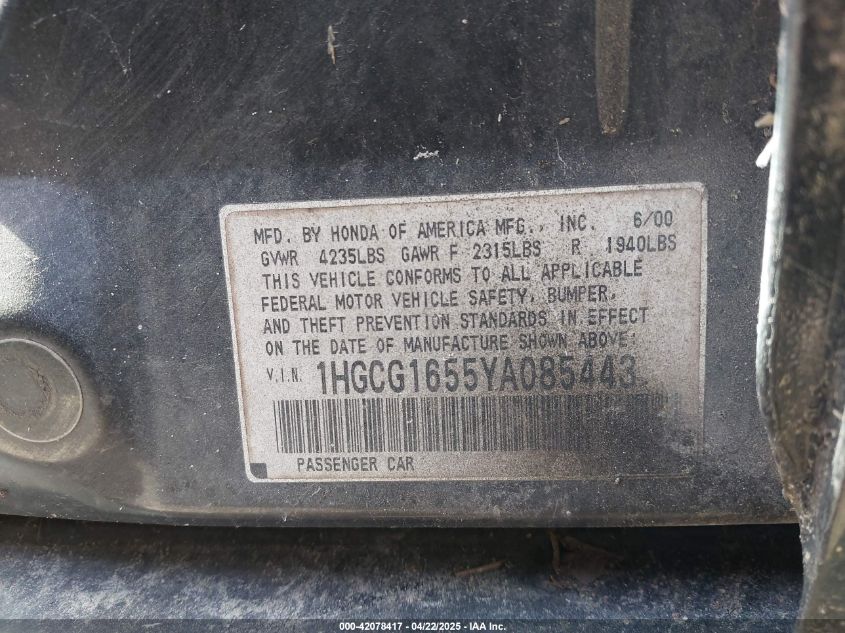 MFD. BY HONDA OF AMERICA MFG., INC. 6/00
GVWR 4235LBS GAWR F 2315LBS R 1940LBS
THIS VEHICLE CONFORMS TO ALL APPLICABLE
FEDERAL MOTOR VEHICLE SAFETY, BUMPER,
AND THEFT PREVENTION STANDARDS IN EFFECT
ON THE DATE OF MANUFACTURE SHOWN ABOVE:
V.I.N. 1HGCG1655YA085443
PASSENGER CAR
000-42078417 - 04/22/2025 - IAA Inc.